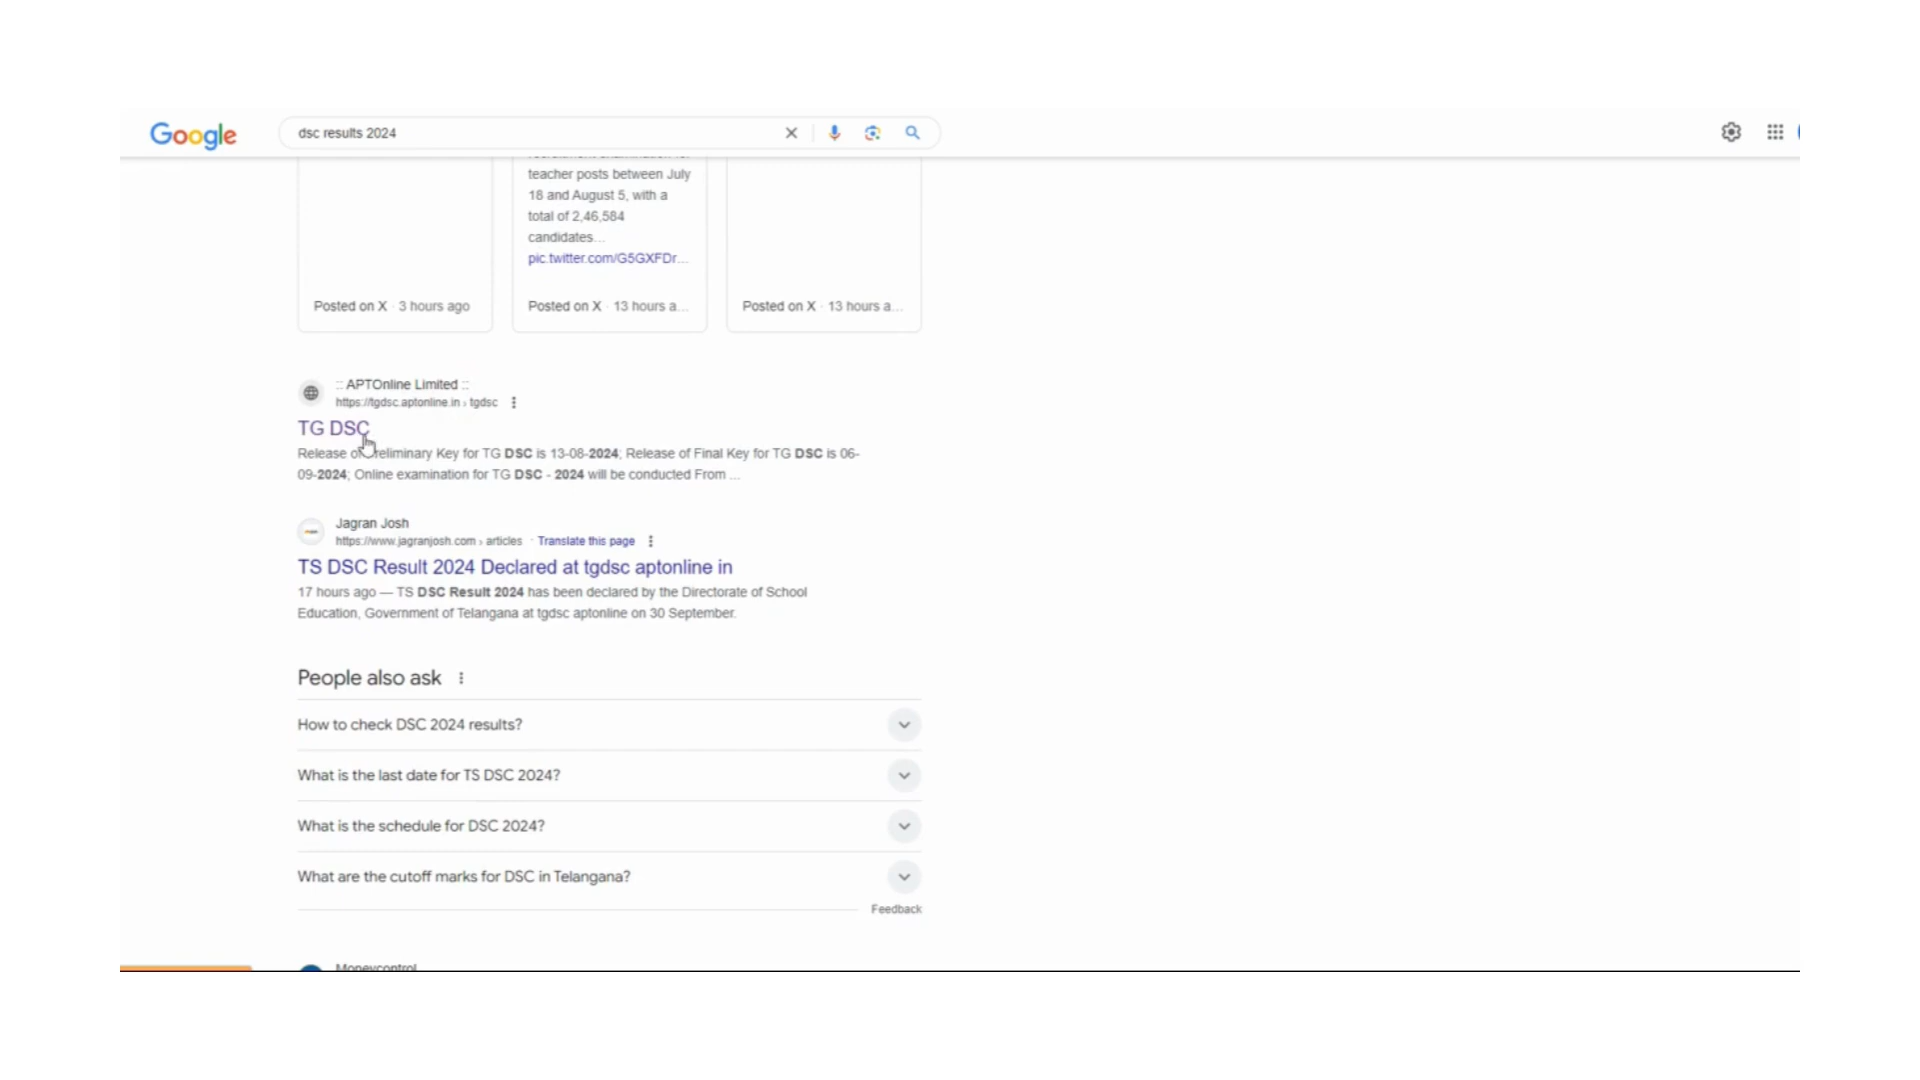 Google
dsc results 2024
teacher posts between July
18 and August 5, with a
total of 2,46,584
candidates...
pic.twitter.com/G5GXFDr...
Posted on X · 3 hours ago
Posted on X · 13 hours a...
Posted on X · 13 hours a...
:: APTOnline Limited ::
https://tgdsc.aptonline.in › tgdsc
TG DSC
Release of Preliminary Key for TG DSC is 13-08-2024; Release of Final Key for TG DSC is 06-
09-2024; Online examination for TG DSC - 2024 will be conducted From ...
Jagran Josh
https://www.jagranjosh.com › articles · Translate this page
TS DSC Result 2024 Declared at tgdsc aptonline in
17 hours ago — TS DSC Result 2024 has been declared by the Directorate of School
Education, Government of Telangana at tgdsc aptonline on 30 September.
People also ask
How to check DSC 2024 results?
What is the last date for TS DSC 2024?
What is the schedule for DSC 2024?
What are the cutoff marks for DSC in Telangana?
Feedback
Moneycontrol